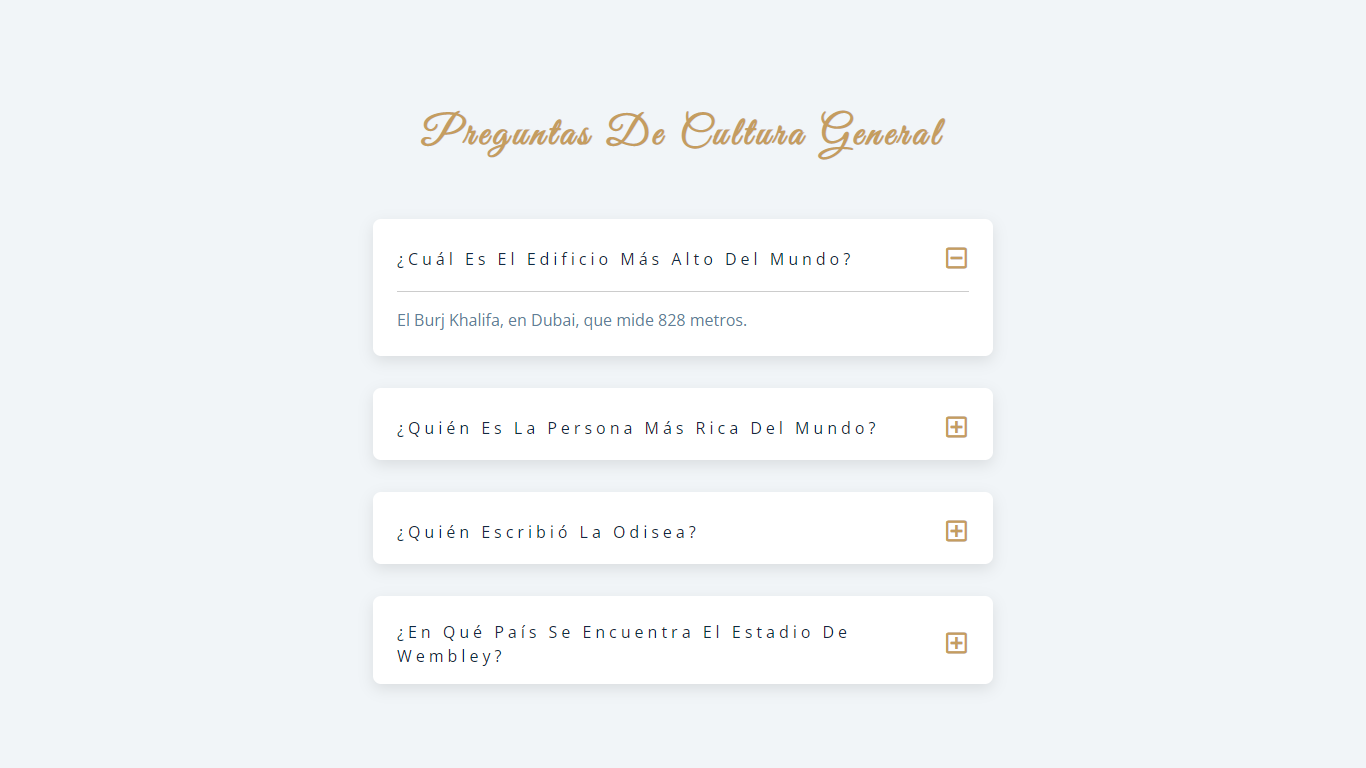 Preguntas De Cultura General
¿Cuál Es El Edificio Más Alto Del Mundo?
El Burj Khalifa, en Dubai, que mide 828 metros.
¿Quién Es La Persona Más Rica Del Mundo?
¿Quién Escribió La Odisea?
¿En Qué País Se Encuentra El Estadio De
Wembley?